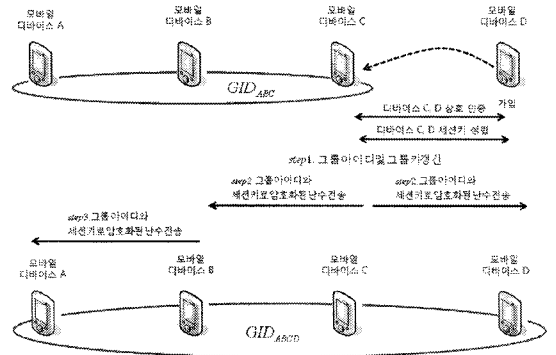 모바일
디바이스 A
모바일
디바이스 B
모바일
디바이스 C
모바일
디바이스 D
GID_ABC
가입
디바이스 C, D 상호 인증
디바이스 C, D 세션키 설립
step1. 그룹아이디및그룹키갱신
step2.그룹아이디와
세션키로암호화된난수전송
step2.그룹아이디와
세션키로암호화된난수전송
step3.그룹아이디와
세션키로암호화된난수전송
모바일
디바이스 A
모바일
디바이스 B
모바일
디바이스 C
모바일
디바이스 D
GID_ABCD